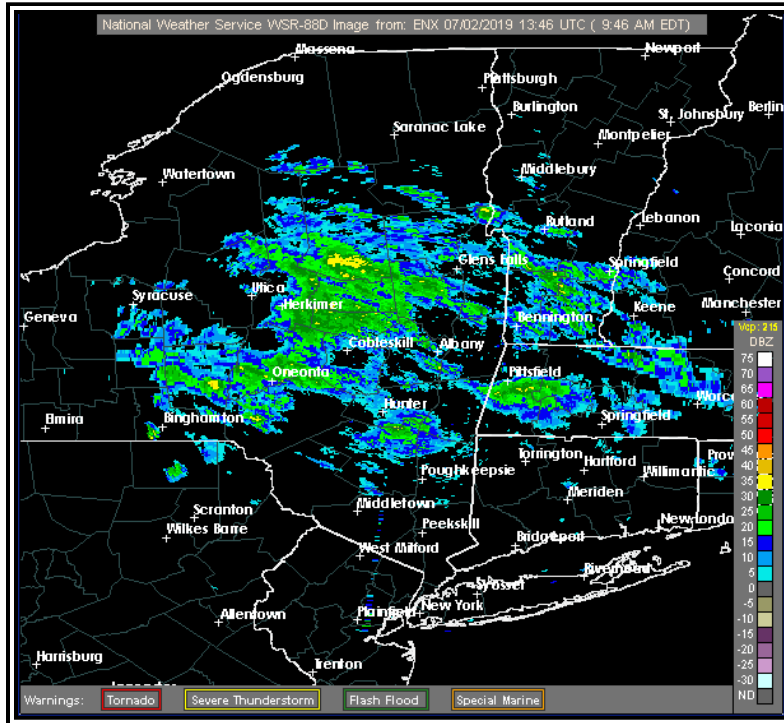 National Weather Service WSR-88D Image from: ENX 07/02/2019 13:46 UTC ( 9:46 AM EDT)
Massena
Newport
Ogdensburg
Plattsburgh
Burlington
St. Johnsbury
Berlin
Saranac Lake
Montpelier
Watertown
Middlebury
Rutland
Lebanon
Laconia
Glens Falls
Springfield
Concord
Utica
Syracuse
Herkimer
Keene
Manchester
Geneva
Bennington
Cobleskill
Albany
Vcp: 215
DBZ
Oneonta
Pittsfield
Hunter
Worc
Elmira
Binghamton
Springfield
Torrington
Hartford
Willimantic
Prov
Poughkeepsie
Meriden
Scranton
Middletown
Wilkes Barre
Peekskill
New London
Bridgeport
West Milford
Riverhead
Syosset
Allentown
Plainfield
New York
Harrisburg
Trenton
75
70
65
60
55
50
45
40
35
30
25
20
15
10
5
0
-5
-10
-15
-20
-25
-30
ND
Warnings:
Tornado
Severe Thunderstorm
Flash Flood
Special Marine